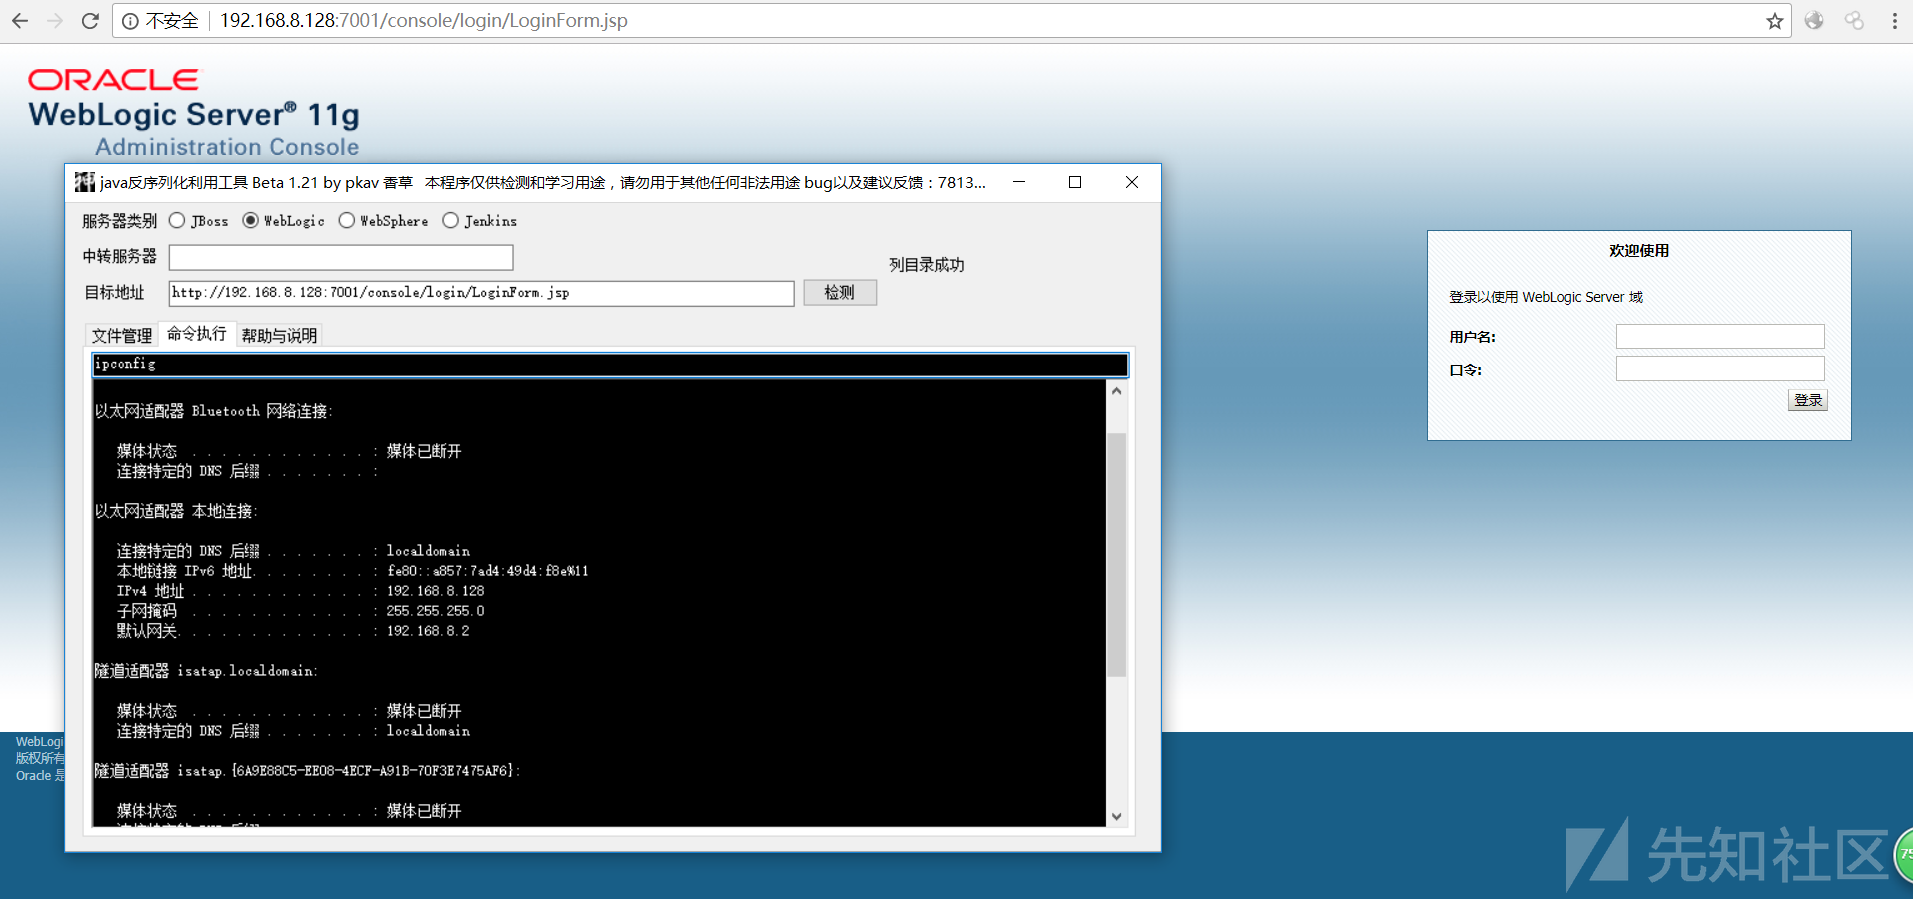 不安全 192.168.8.128:7001/console/login/LoginForm.jsp
ORACLE
WebLogic Server® 11g
Administration Console
java反序列化利用工具 Beta 1.21 by pkav 香草 本程序仅供检测和学习用途，请勿用于其他任何非法用途 bug以及建议反馈：7813...
服务器类别 JBoss WebLogic WebSphere Jenkins
中转服务器
列目录成功
目标地址 http://192.168.8.128:7001/console/login/LoginForm.jsp 检测
文件管理 命令执行 帮助与说明
ipconfig
以太网适配器 Bluetooth 网络连接:
媒体状态 . . . . . . . . . . . . : 媒体已断开
连接特定的 DNS 后缀 . . . . . . . :
以太网适配器 本地连接:
连接特定的 DNS 后缀 . . . . . . . : localdomain
本地链接 IPv6 地址. . . . . . . . : fe80::a857:7ad4:49d4:f8e%11
IPv4 地址 . . . . . . . . . . . . : 192.168.8.128
子网掩码 . . . . . . . . . . . . : 255.255.255.0
默认网关. . . . . . . . . . . . . : 192.168.8.2
隧道适配器 isatap.localdomain:
媒体状态 . . . . . . . . . . . . : 媒体已断开
连接特定的 DNS 后缀 . . . . . . . : localdomain
隧道适配器 isatap.{6A9E88C5-EE08-4ECF-A91B-70F3E7475AF6}:
媒体状态 . . . . . . . . . . . . : 媒体已断开
欢迎使用
登录以使用 WebLogic Server 域
用户名:
口令:
登录
WebLogi
版权所有
Oracle 是
先知社区
75